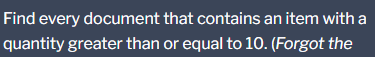 Find every document that contains an item with a
quantity greater than or equal to 10. (Forgot the